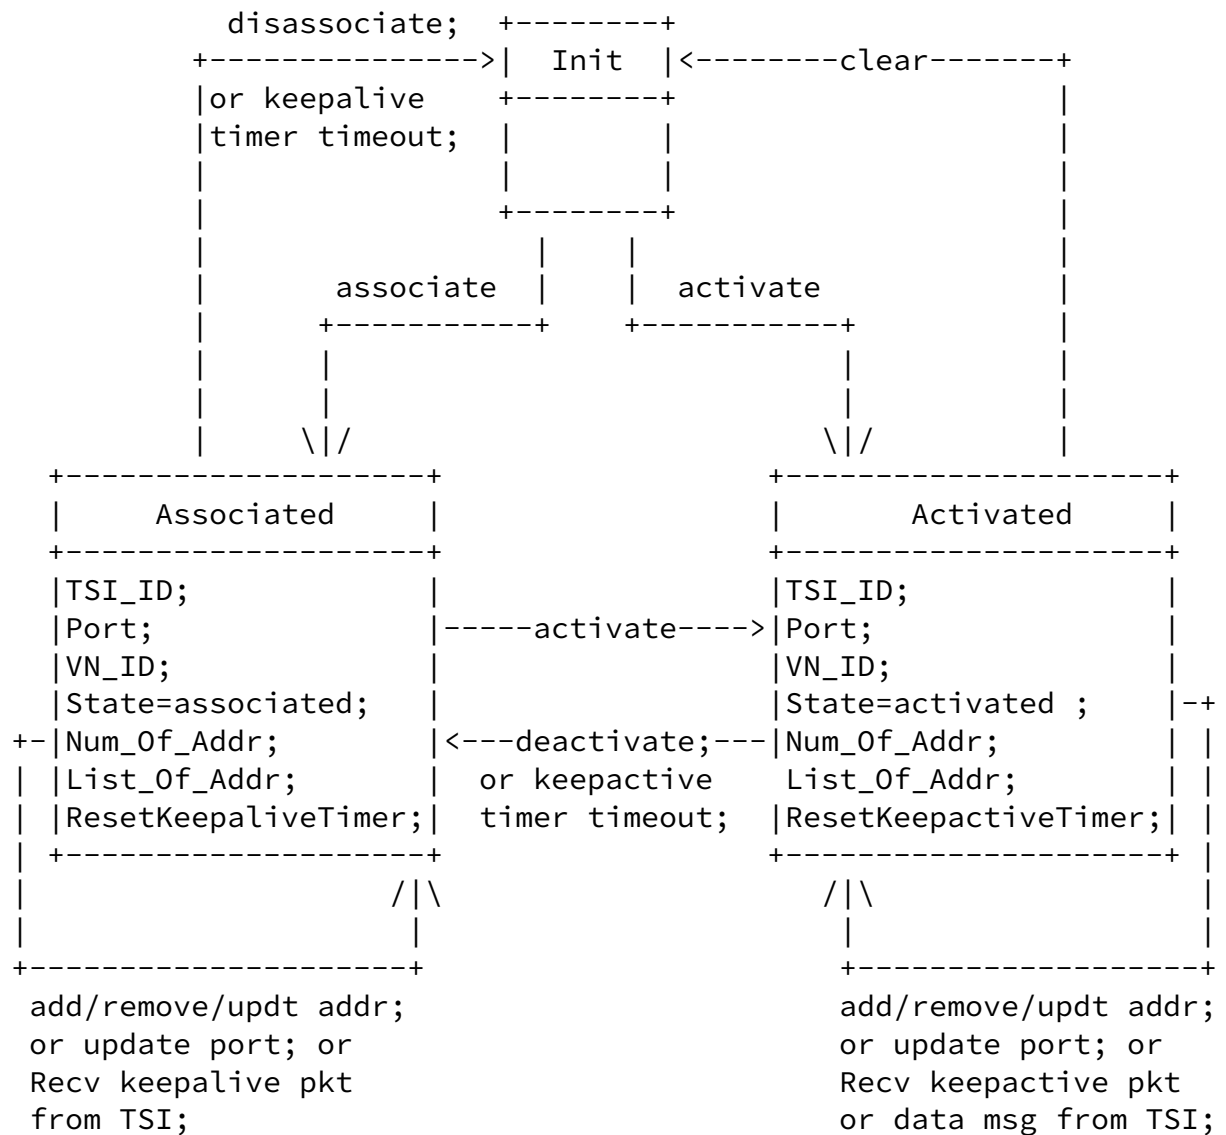 disassociate;
Init
clear
or keepalive
timer timeout;
associate
activate
Associated
Activated
TSI_ID;
TSI_ID;
Port;
activate
Port;
VN_ID;
VN_ID;
State=associated;
State=activated ;
Num_Of_Addr;
deactivate;
Num_Of_Addr;
List_Of_Addr;
or keepactive
List_Of_Addr;
ResetKeepaliveTimer;
timer timeout;
ResetKeepactiveTimer;
add/remove/updt addr;
or update port; or
Recv keepalive pkt
from TSI;
add/remove/updt addr;
or update port; or
Recv keepactive pkt
or data msg from TSI;